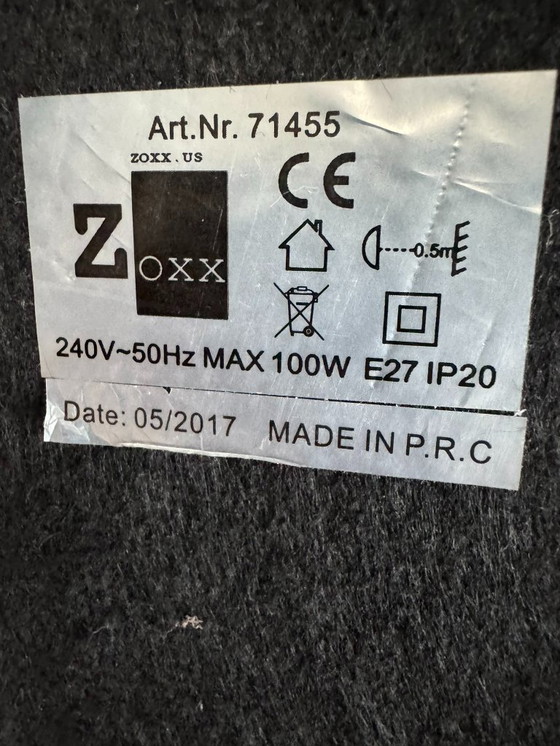 Art.Nr. 71455
ZOXX.US
CE
Zoxx
0.5m
240V~50Hz MAX 100W E27 IP20
Date: 05/2017 MADE IN P.R.C